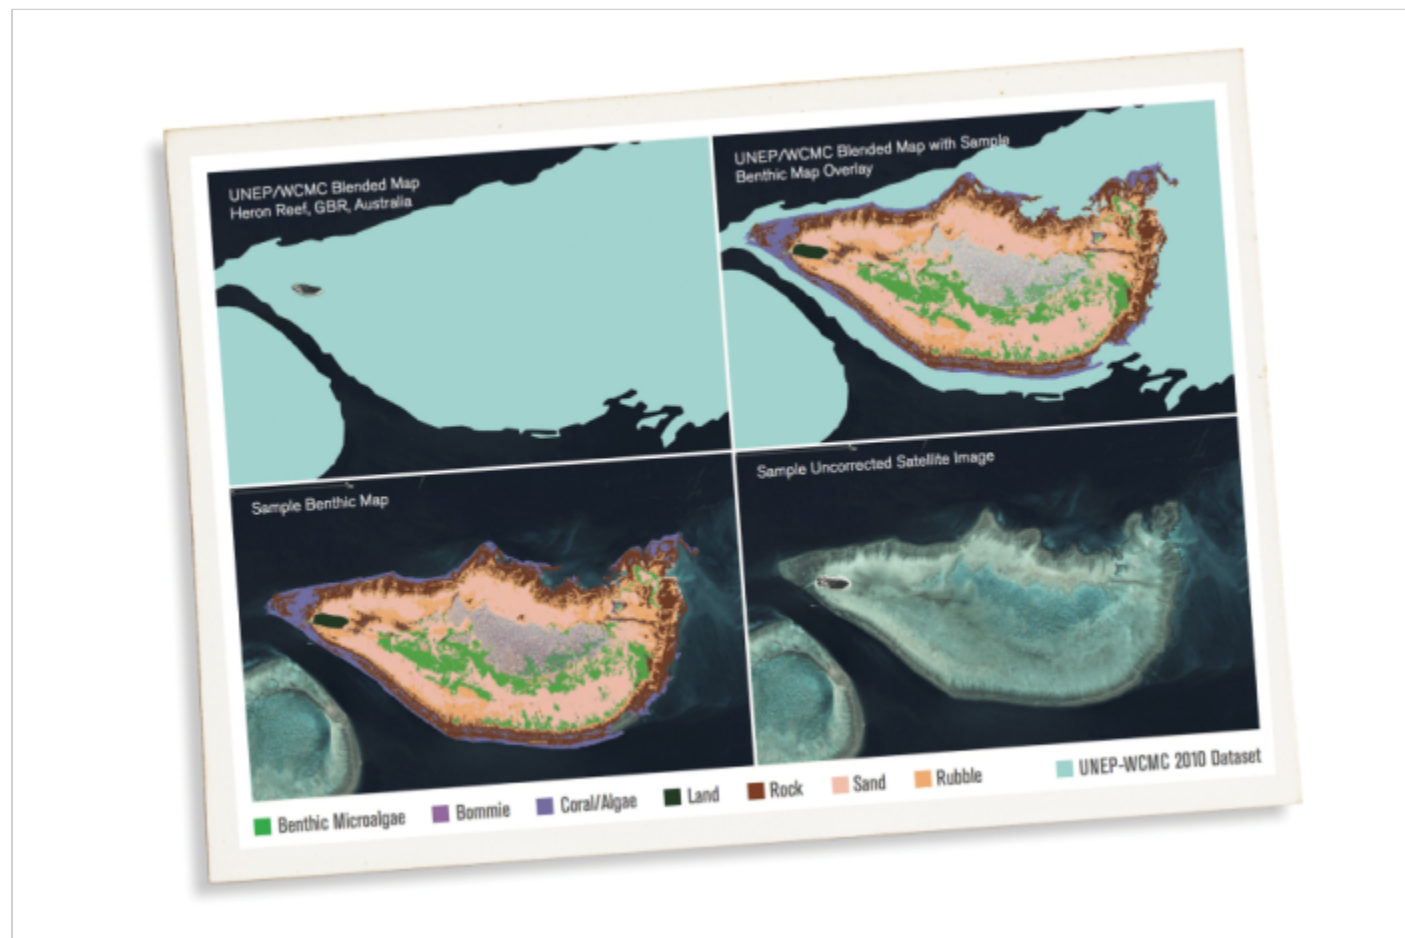 UNEP/WCMC Blended Map
Heron Reef, GBR, Australia
UNEP/WCMC Blended Map with Sample
Benthic Map Overlay
Sample Benthic Map
Sample Uncorrected Satellite Image
Benthic Microalgae
Bommie
Coral/Algae
Land
Rock
Sand
Rubble
UNEP-WCMC 2010 Dataset